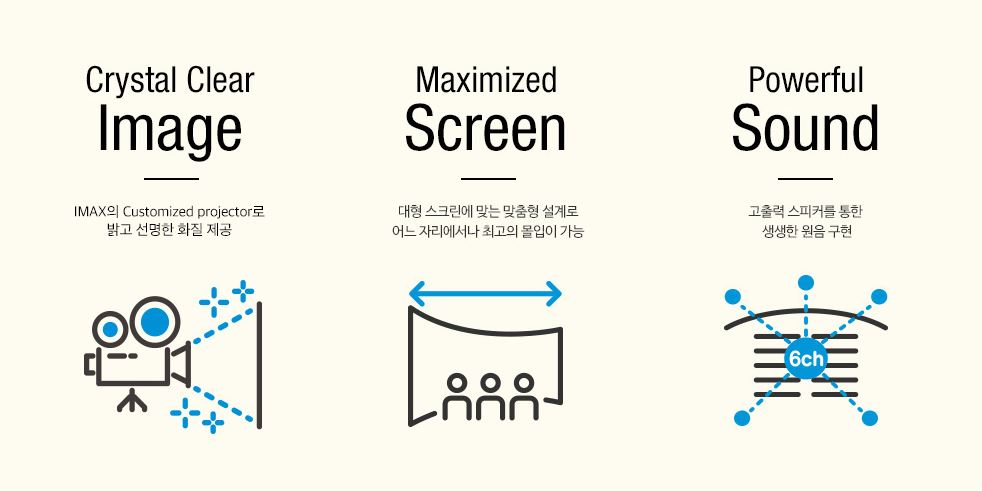 Crystal Clear
Image
IMAX의 Customized projector로
밝고 선명한 화질 제공
Maximized
Screen
대형 스크린에 맞는 맞춤형 설계로
어느 자리에서나 최고의 몰입이 가능
Powerful
Sound
고출력 스피커를 통한
생생한 원음 구현
6ch